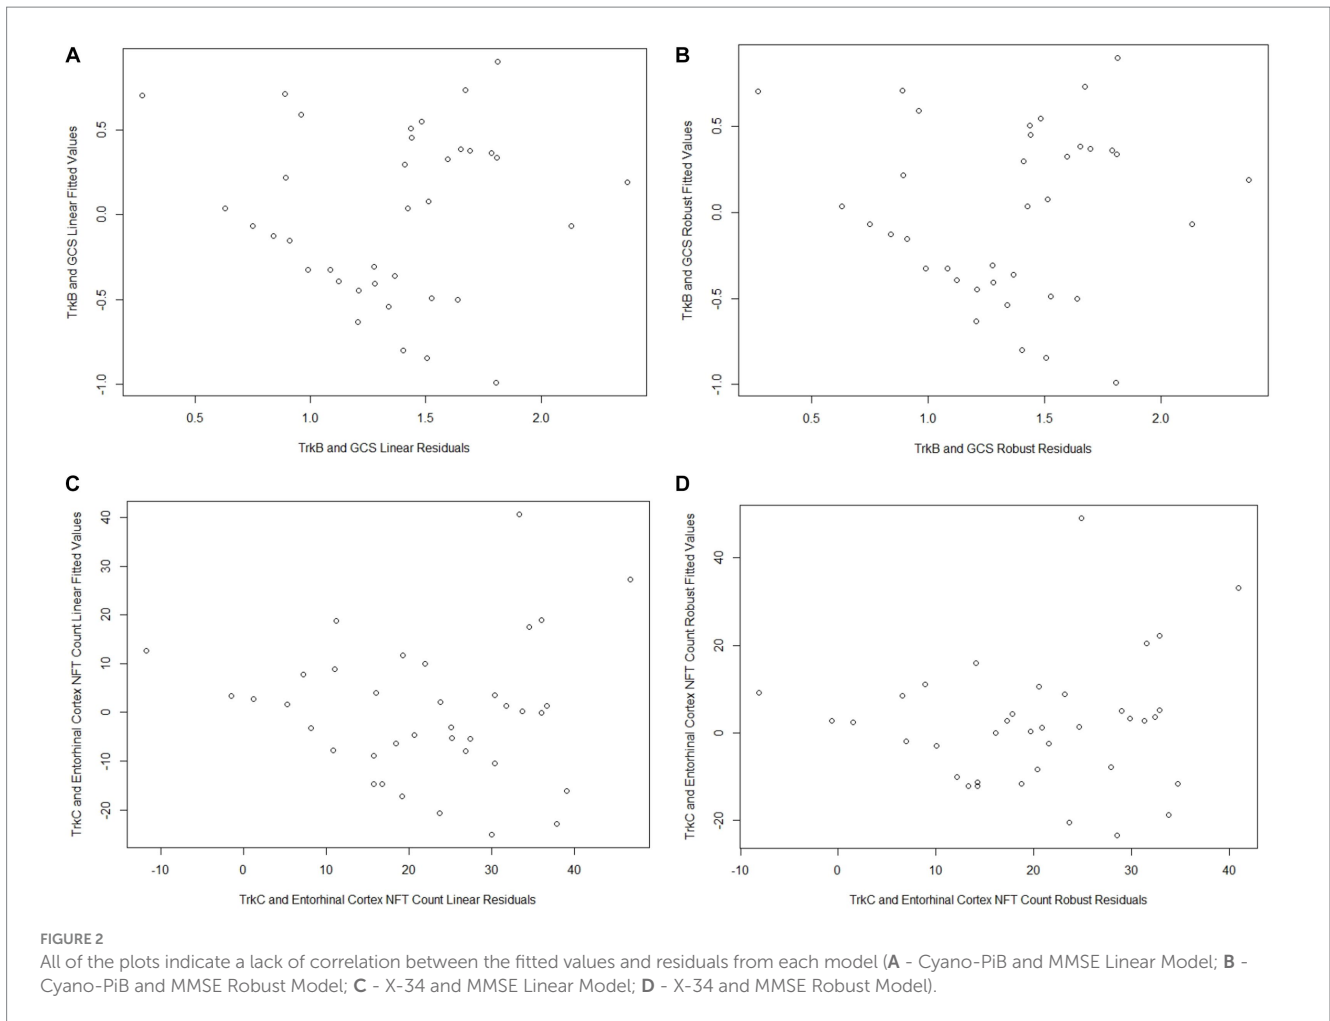 A
TrkB and GCS Linear Fitted Values
0.5
0.0
-0.5
-1.0
0.5 1.0 1.5 2.0
TrkB and GCS Linear Residuals
B
TrkB and GCS Robust Fitted Values
0.5
0.0
-0.5
-1.0
0.5 1.0 1.5 2.0
TrkB and GCS Robust Residuals
C
TrkC and Entorhinal Cortex NFT Count Linear Fitted Values
40
30
20
10
0
-10
-20
-10 0 10 20 30 40
TrkC and Entorhinal Cortex NFT Count Linear Residuals
D
TrkC and Entorhinal Cortex NFT Count Robust Fitted Values
40
20
0
-20
-10 0 10 20 30 40
TrkC and Entorhinal Cortex NFT Count Robust Residuals
FIGURE 2
All of the plots indicate a lack of correlation between the fitted values and residuals from each model (A - Cyano-PiB and MMSE Linear Model; B -
Cyano-PiB and MMSE Robust Model; C - X-34 and MMSE Linear Model; D - X-34 and MMSE Robust Model).